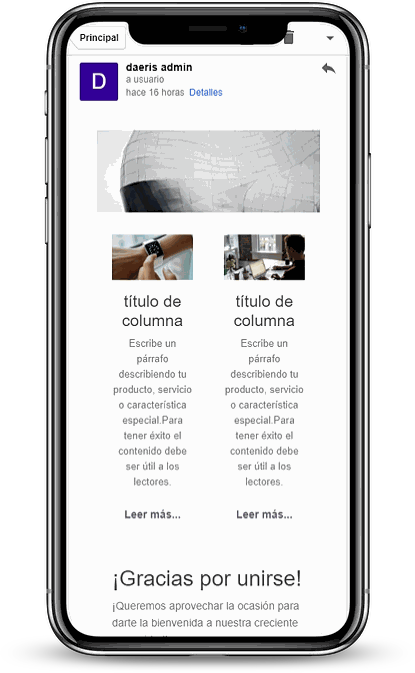 Principal
D
daeris admin
a usuario
hace 16 horas Detalles
título de
columna
Escribe un
párrafo
describiendo tu
producto, servicio
o característica
especial.Para
tener éxito el
contenido debe
ser útil a los
lectores.
Leer más...
título de
columna
Escribe un
párrafo
describiendo tu
producto, servicio
o característica
especial.Para
tener éxito el
contenido debe
ser útil a los
lectores.
Leer más...
¡Gracias por unirse!
¡Queremos aprovechar la ocasión para
darte la bienvenida a nuestra creciente